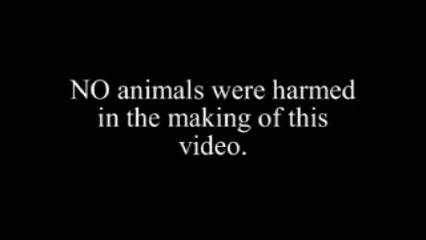 NO animals were harmed
in the making of this
video.